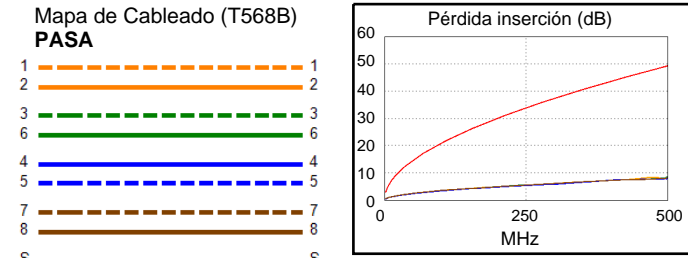 Mapa de Cableado (T568B)
PASA
1 1
2 2
3 3
6 6
4 4
5 5
7 7
8 8
S S
Pérdida inserción (dB)
60
50
40
30
20
10
0
0 250 500
MHz